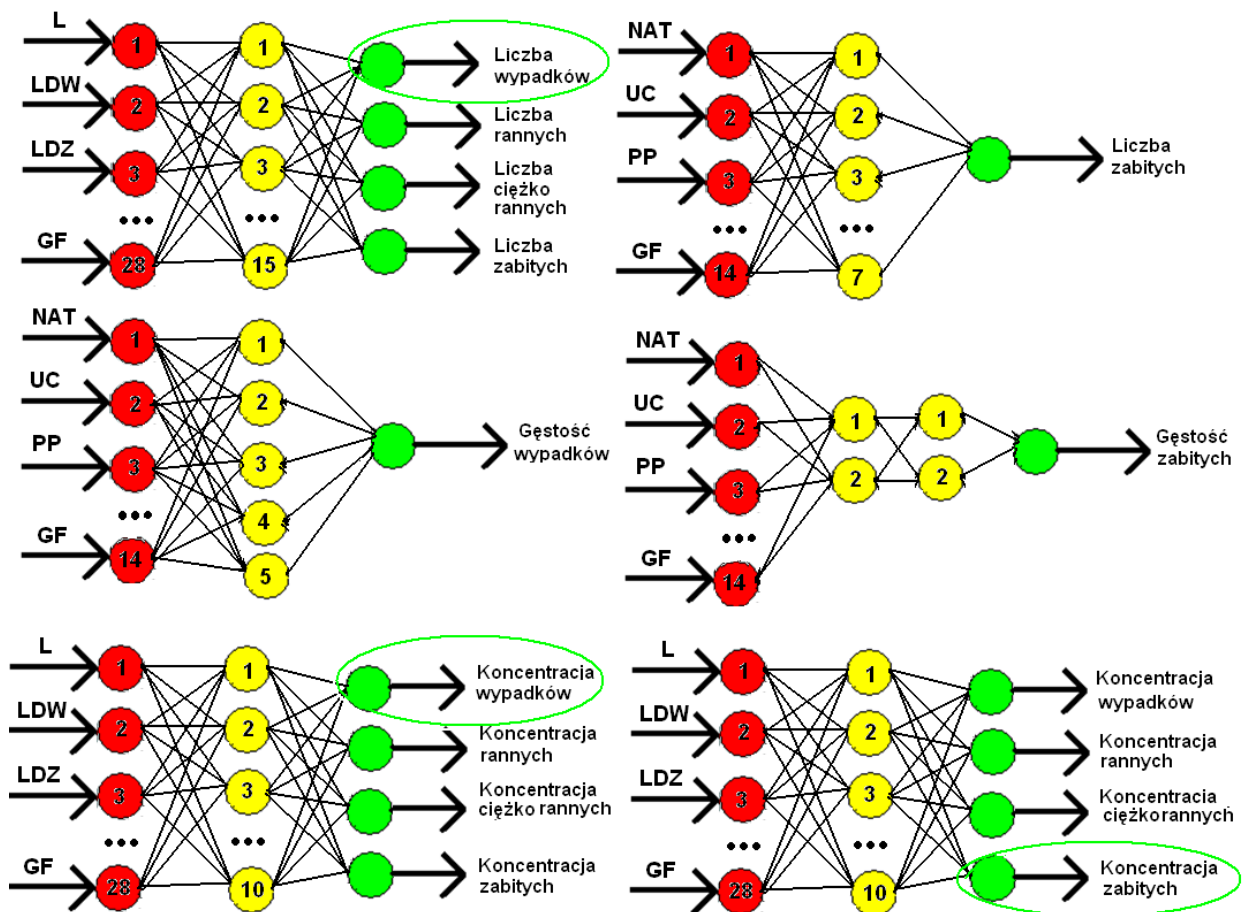 L
1
1
Liczba
wypadków
LDW
2
2
Liczba
rannych
LDZ
3
3
Liczba
ciężko
rannych
...
...
GF
28
15
Liczba
zabitych
NAT
1
1
UC
2
2
PP
3
3
Liczba
zabitych
...
...
GF
14
7
NAT
1
1
UC
2
2
PP
3
3
Gęstość
wypadków
...
4
GF
14
5
NAT
1
UC
2
1
1
PP
3
2
2
Gęstość
zabitych
...
GF
14
L
1
1
Koncentracja
wypadków
LDW
2
2
Koncentracja
rannych
LDZ
3
3
Koncentracja
ciężko rannych
...
...
GF
28
10
Koncentracja
zabitych
L
1
1
Koncentracja
wypadków
LDW
2
2
Koncentracja
rannych
LDZ
3
3
Koncentracia
ciężkorannych
...
...
GF
28
10
Koncentracja
zabitych